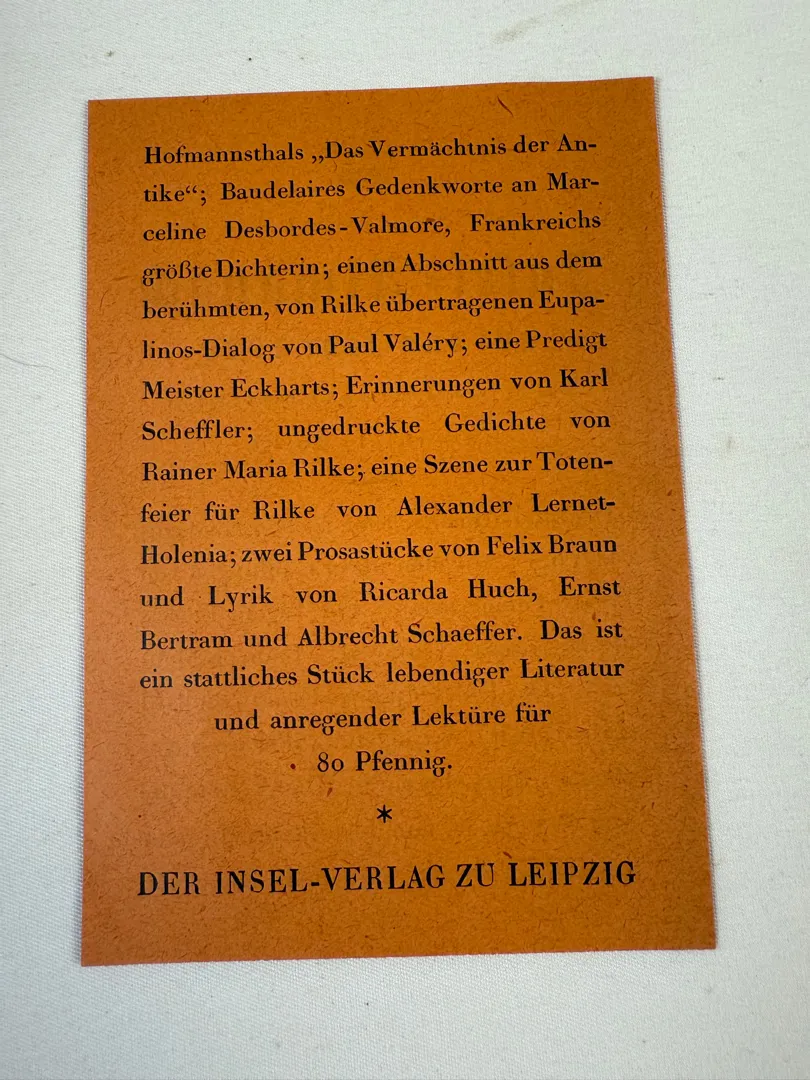 Hofmannsthals „Das Vermächtnis der An-
tike“; Baudelaires Gedenkworte an Mar-
celine Desbordes-Valmore, Frankreichs
größte Dichterin; einen Abschnitt aus dem
berühmten, von Rilke übertragenen Eupa-
linos-Dialog von Paul Valéry; eine Predigt
Meister Eckharts; Erinnerungen von Karl
Scheffler; ungedruckte Gedichte von
Rainer Maria Rilke; eine Szene zur Toten-
feier für Rilke von Alexander Lernet-
Holenia; zwei Prosastücke von Felix Braun
und Lyrik von Ricarda Huch, Ernst
Bertram und Albrecht Schaeffer. Das ist
ein stattliches Stück lebendiger Literatur
und anregender Lektüre für
80 Pfennig.
*
DER INSEL-VERLAG ZU LEIPZIG